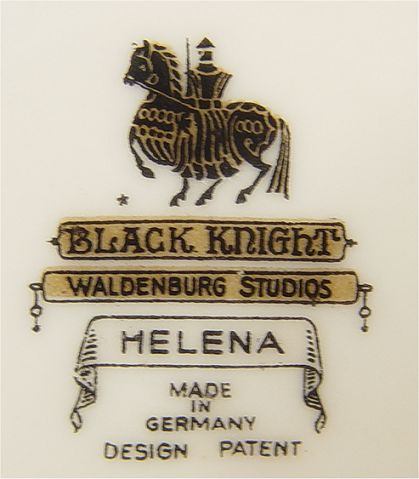 BLACK KNIGHT
WALDENBURG STUDIOS
HELENA
MADE
IN
GERMANY
DESIGN PATENT